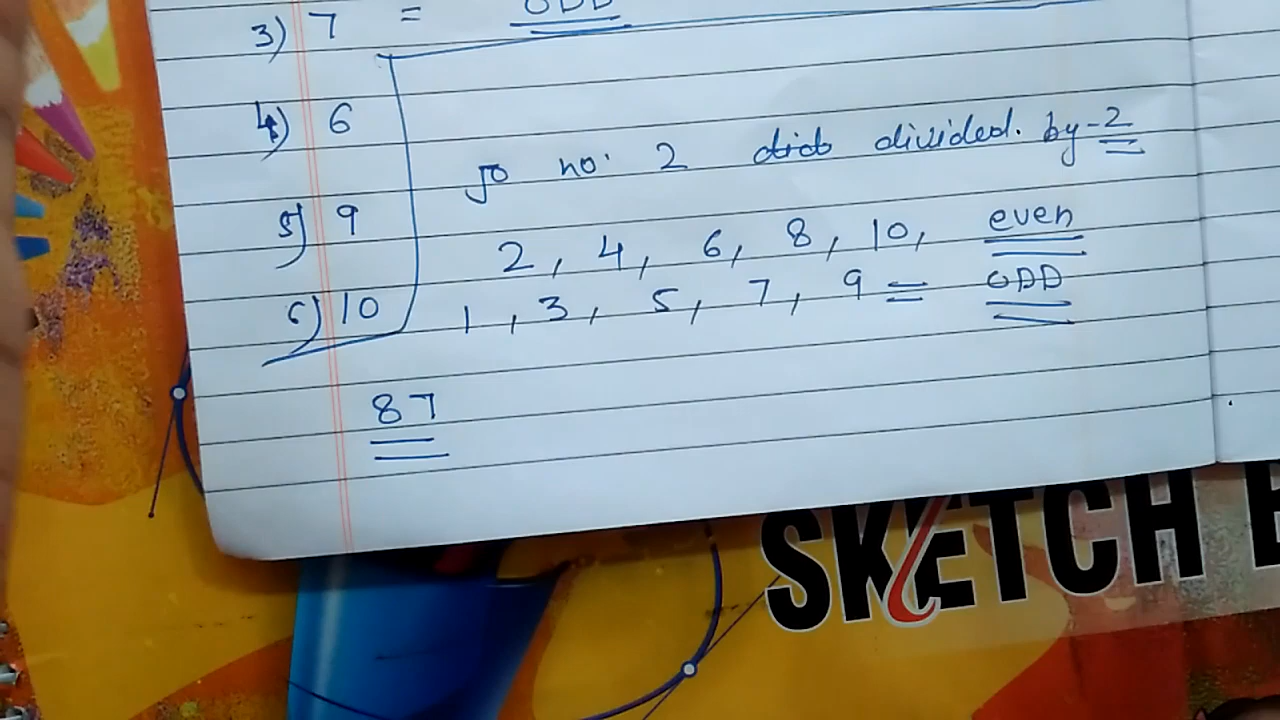 3) 7 = ODD
4) 6
jo no. 2 divided. by - 2
5) 9
2, 4, 6, 8, 10, even
6) 10
1, 3, 5, 7, 9 = ODD
87
SKETCH B